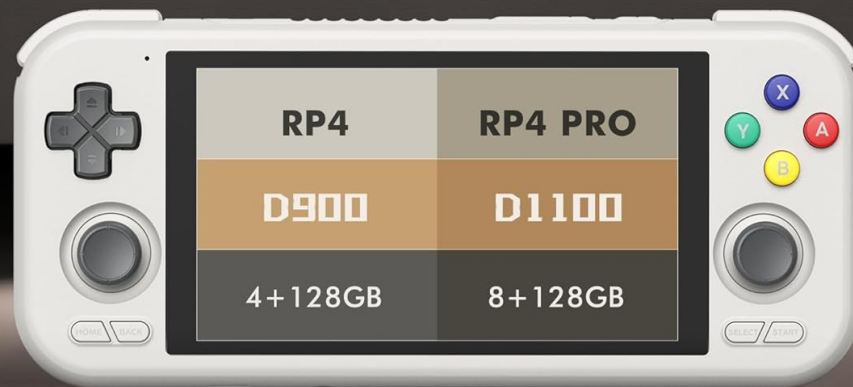 RP4 RP4 PRO
D900 D1100
4+128GB 8+128GB
X
Y A
B
HOME BACK SELECT START